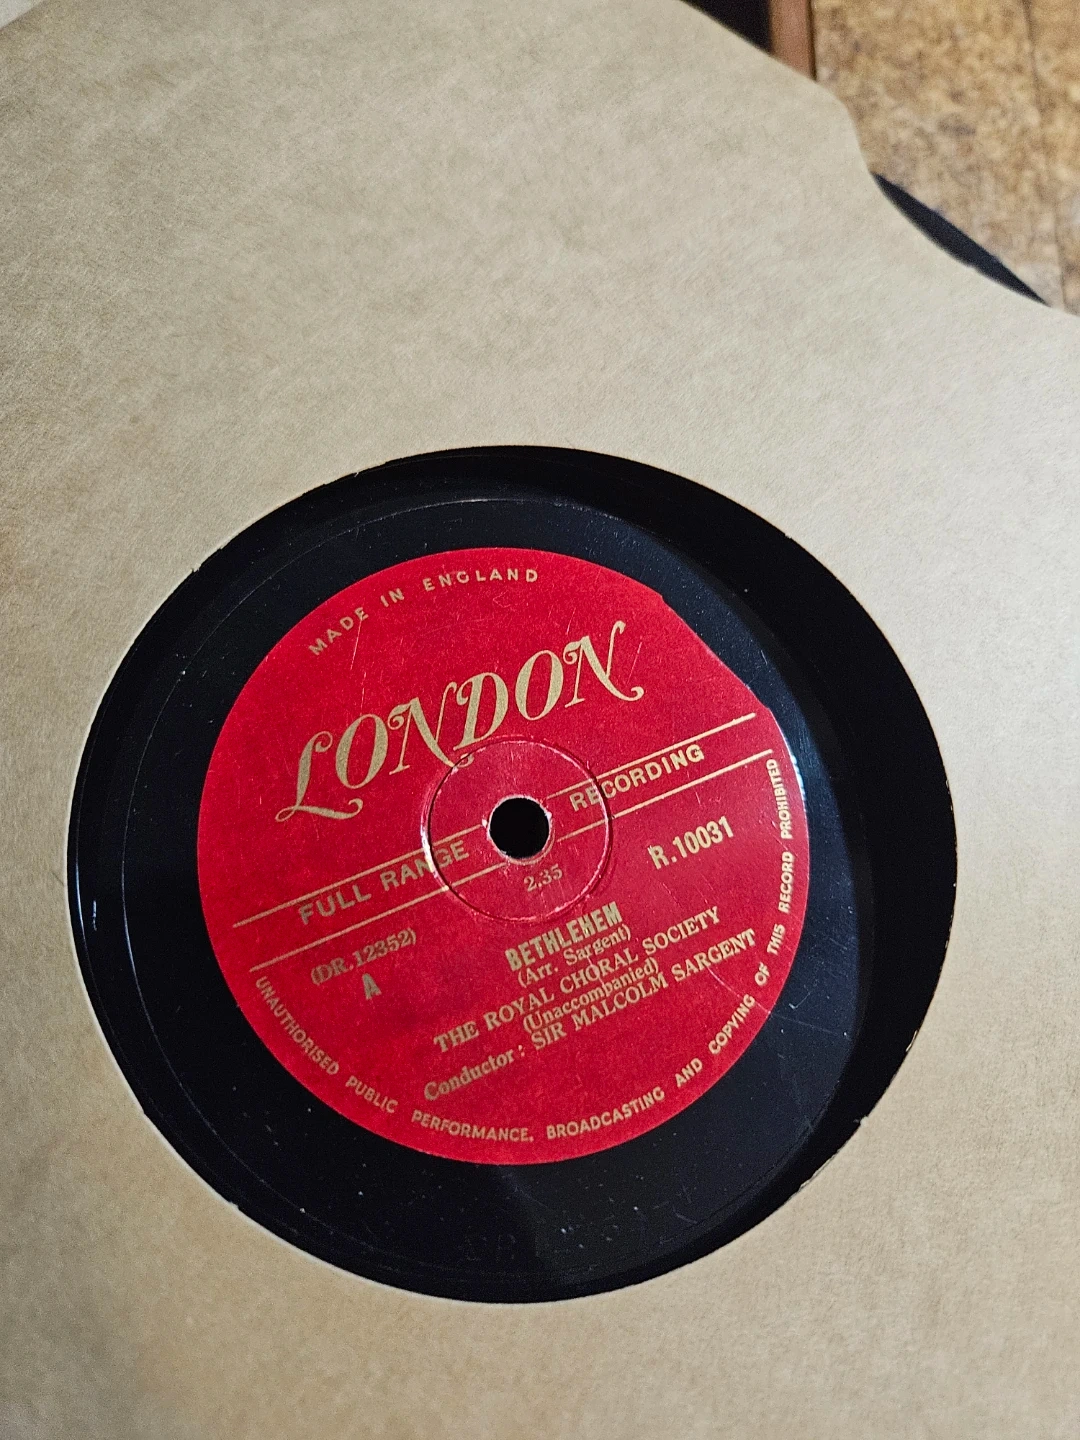 MADE IN ENGLAND
LONDON
FULL RANGE RECORDING
R.10031
2.35
(DR.12352)
A
BETHLEHEM
(Arr. Sargent)
THE ROYAL CHORAL SOCIETY
(Unaccompanied)
Conductor: SIR MALCOLM SARGENT
UNAUTHORISED PUBLIC PERFORMANCE, BROADCASTING AND COPYING OF THIS RECORD PROHIBITED